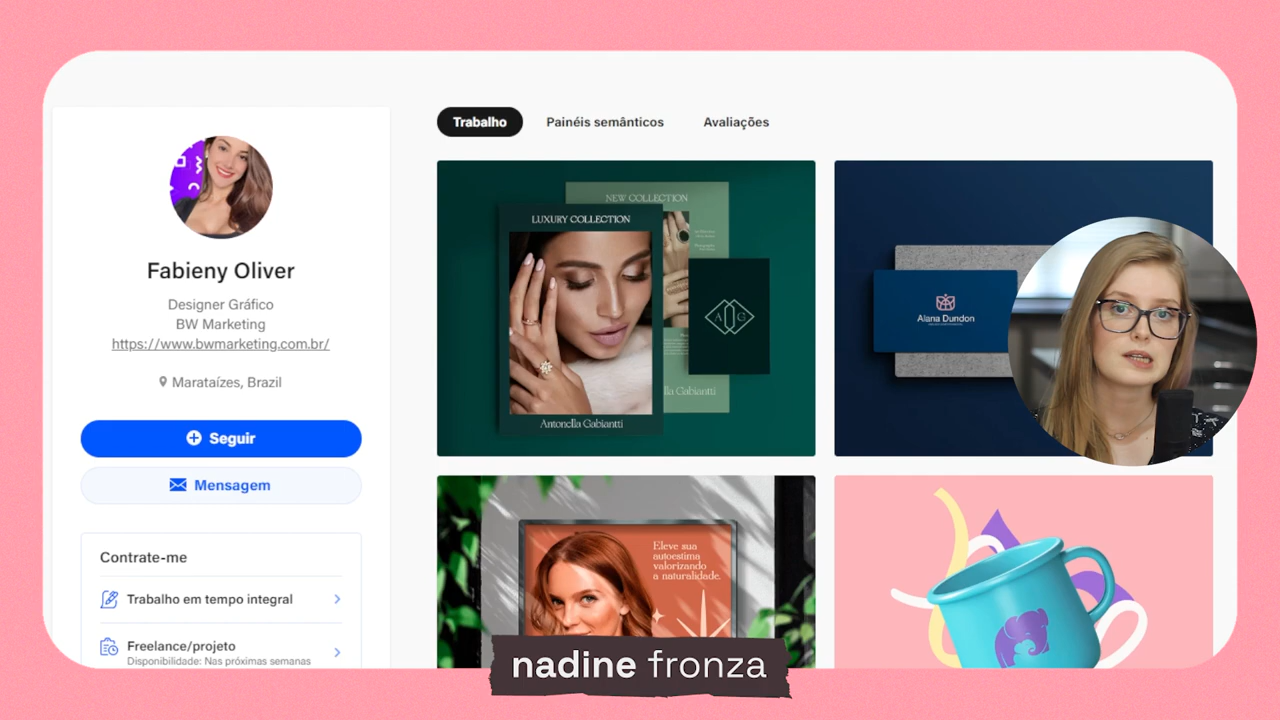 Fabieny Oliver
Designer Gráfico
BW Marketing
https://www.bwmarketing.com.br/
Marataízes, Brazil
Seguir
Mensagem
Contrate-me
Trabalho em tempo integral
Freelance/projeto
Disponibilidade: Nas próximas semanas
Trabalho
Painéis semânticos
Avaliações
NEW COLLECTION
LUXURY COLLECTION
A G
lla Gabiantti
Antonella Gabiantti
Alana Dundon
Eleve sua
autoestima
valorizando
a naturalidade.
nadine fronza